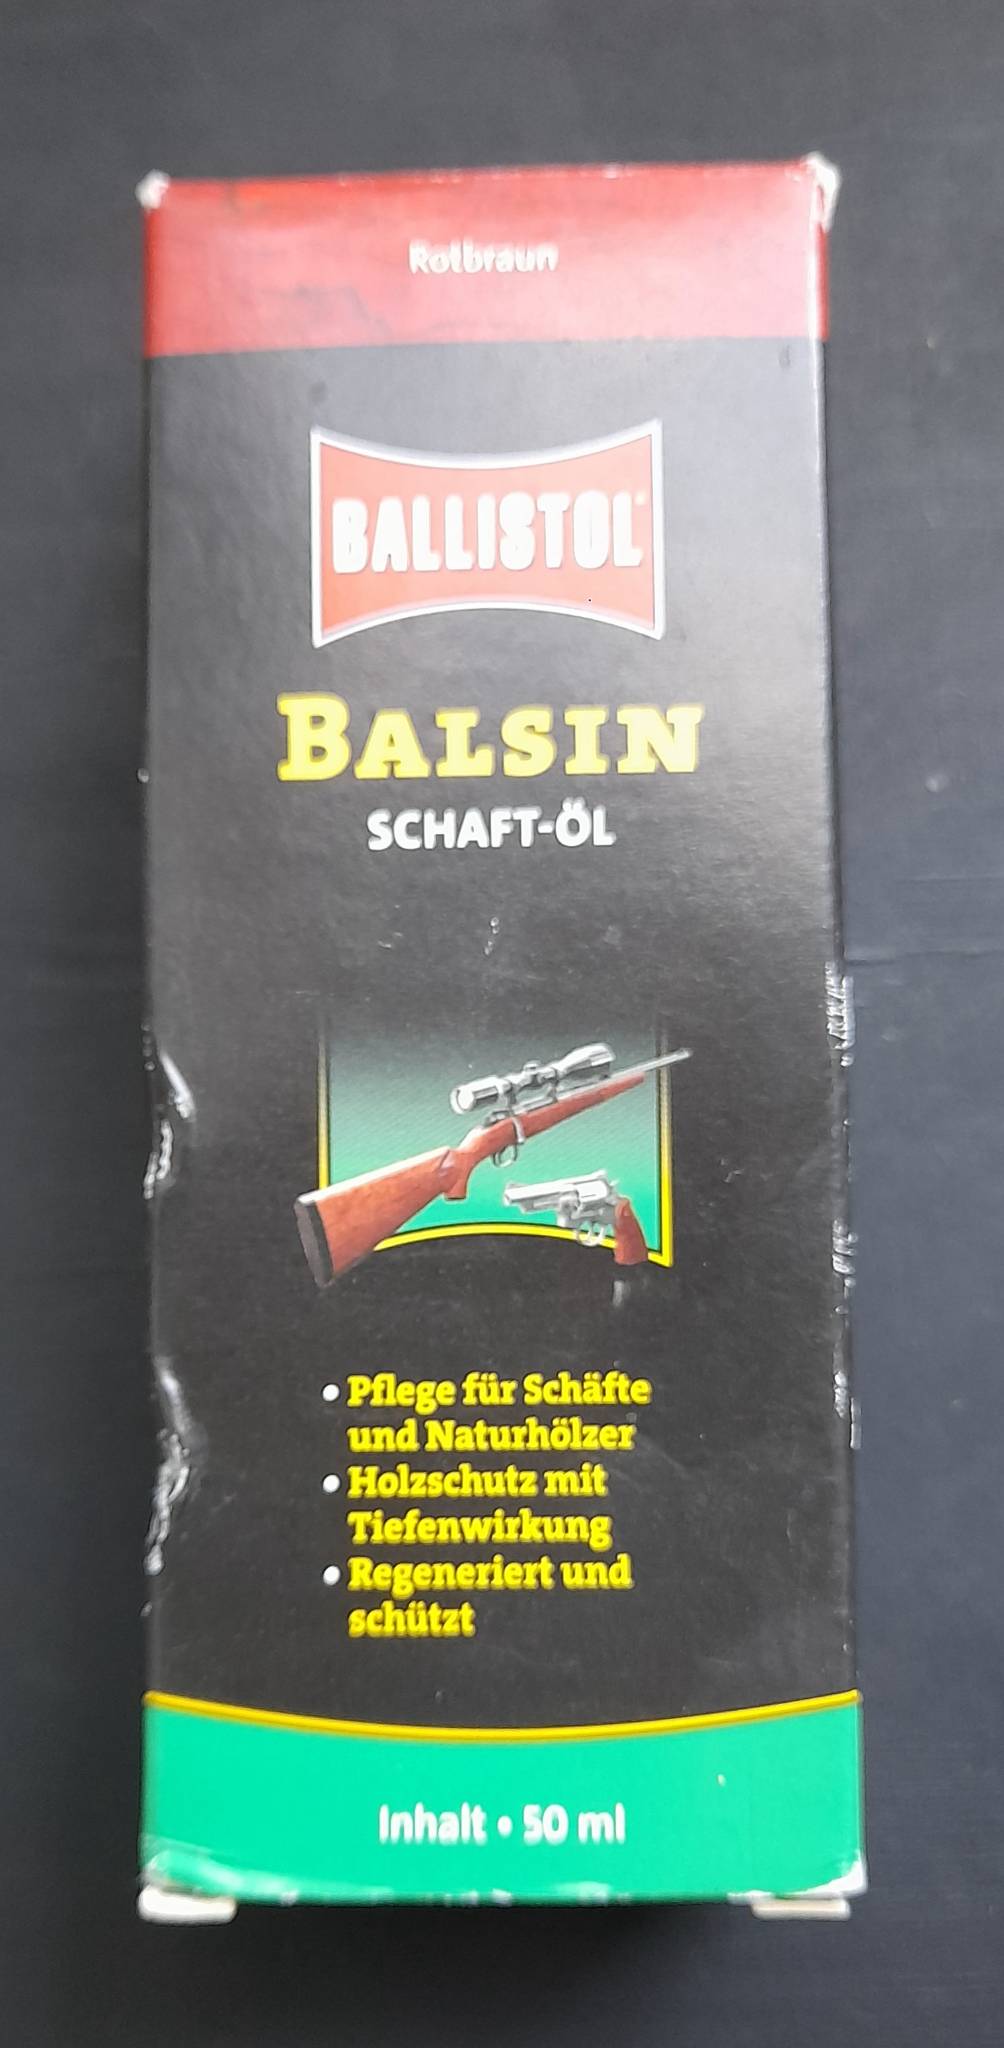 Rotbraun
BALLISTOL
BALSIN
SCHAFT-ÖL
• Pflege für Schäfte
und Naturhölzer
• Holzschutz mit
Tiefenwirkung
• Regeneriert und
schützt
Inhalt • 50 ml